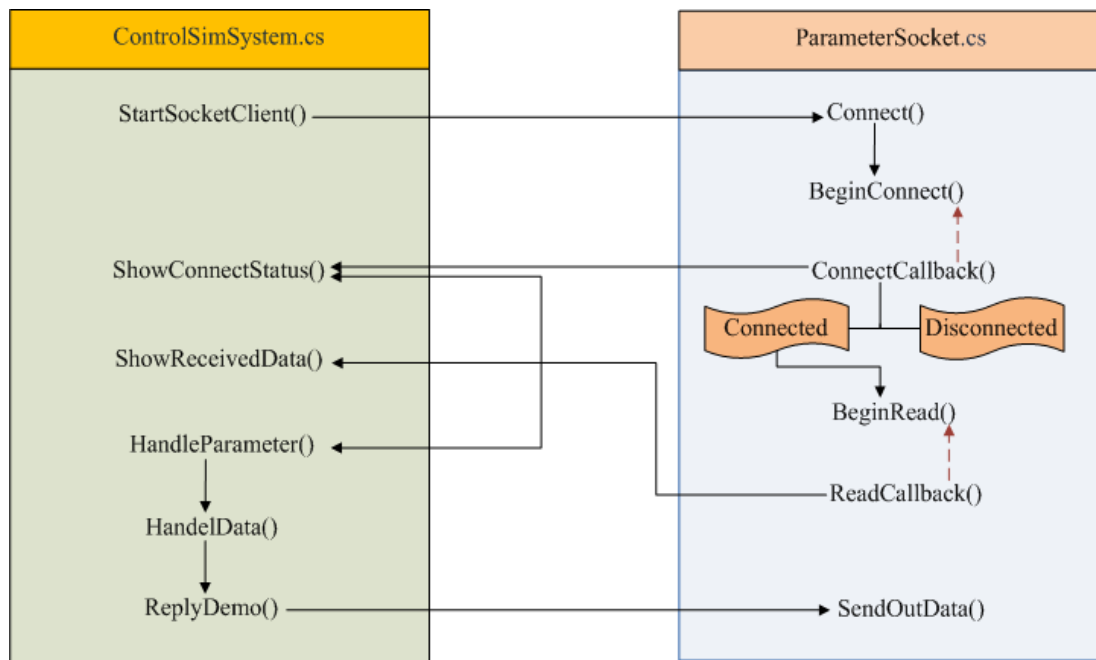 ControlSimSystem.cs
ParameterSocket.cs
StartSocketClient()
Connect()
BeginConnect()
ShowConnectStatus()
ConnectCallback()
Connected
Disconnected
ShowReceivedData()
BeginRead()
HandleParameter()
ReadCallback()
HandelData()
ReplyDemo()
SendOutData()